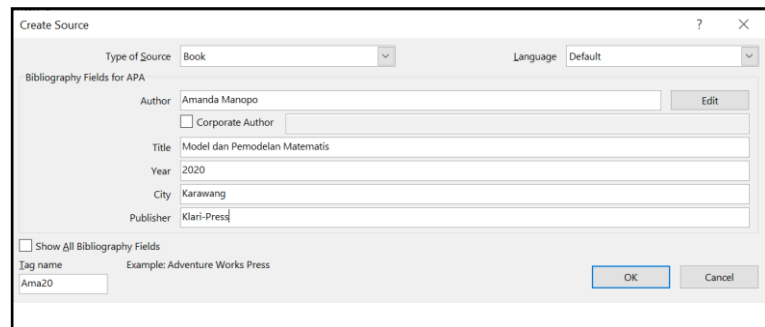 Create Source ?
Type of Source Book Language Default
Bibliography Fields for APA
Author Amanda Manopo Edit
Corporate Author
Title Model dan Pemodelan Matematis
Year 2020
City Karawang
Publisher Klari-Press
Show All Bibliography Fields
Tag name Example: Adventure Works Press
Ama20 OK Cancel